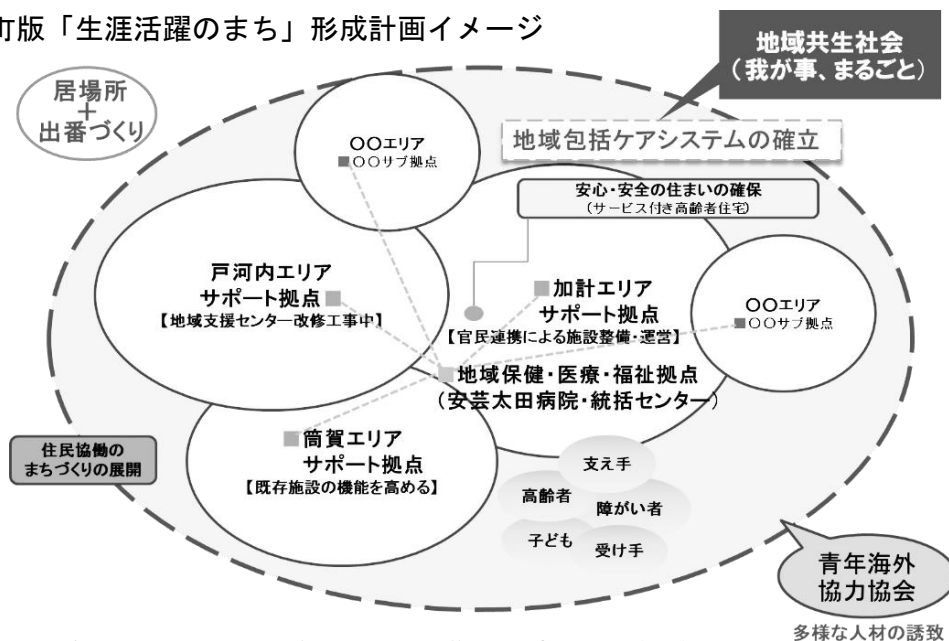 町版「生涯活躍のまち」形成計画イメージ
地域共生社会
（我が事、まるごと）
居場所
＋
出番づくり
〇〇エリア
■〇〇サブ拠点
地域包括ケアシステムの確立
安心・安全の住まいの確保
（サービス付き高齢者住宅）
戸河内エリア
サポート拠点■
【地域支援センター改修工事中】
■加計エリア
サポート拠点
【官民連携による施設整備・運営】
〇〇エリア
■〇〇サブ拠点
■地域保健・医療・福祉拠点
（安芸太田病院・統括センター）
■筒賀エリア
サポート拠点
【既存施設の機能を高める】
住民協働の
まちづくりの展開
支え手
高齢者
障がい者
子ども
受け手
青年海外
協力協会
多様な人材の誘致